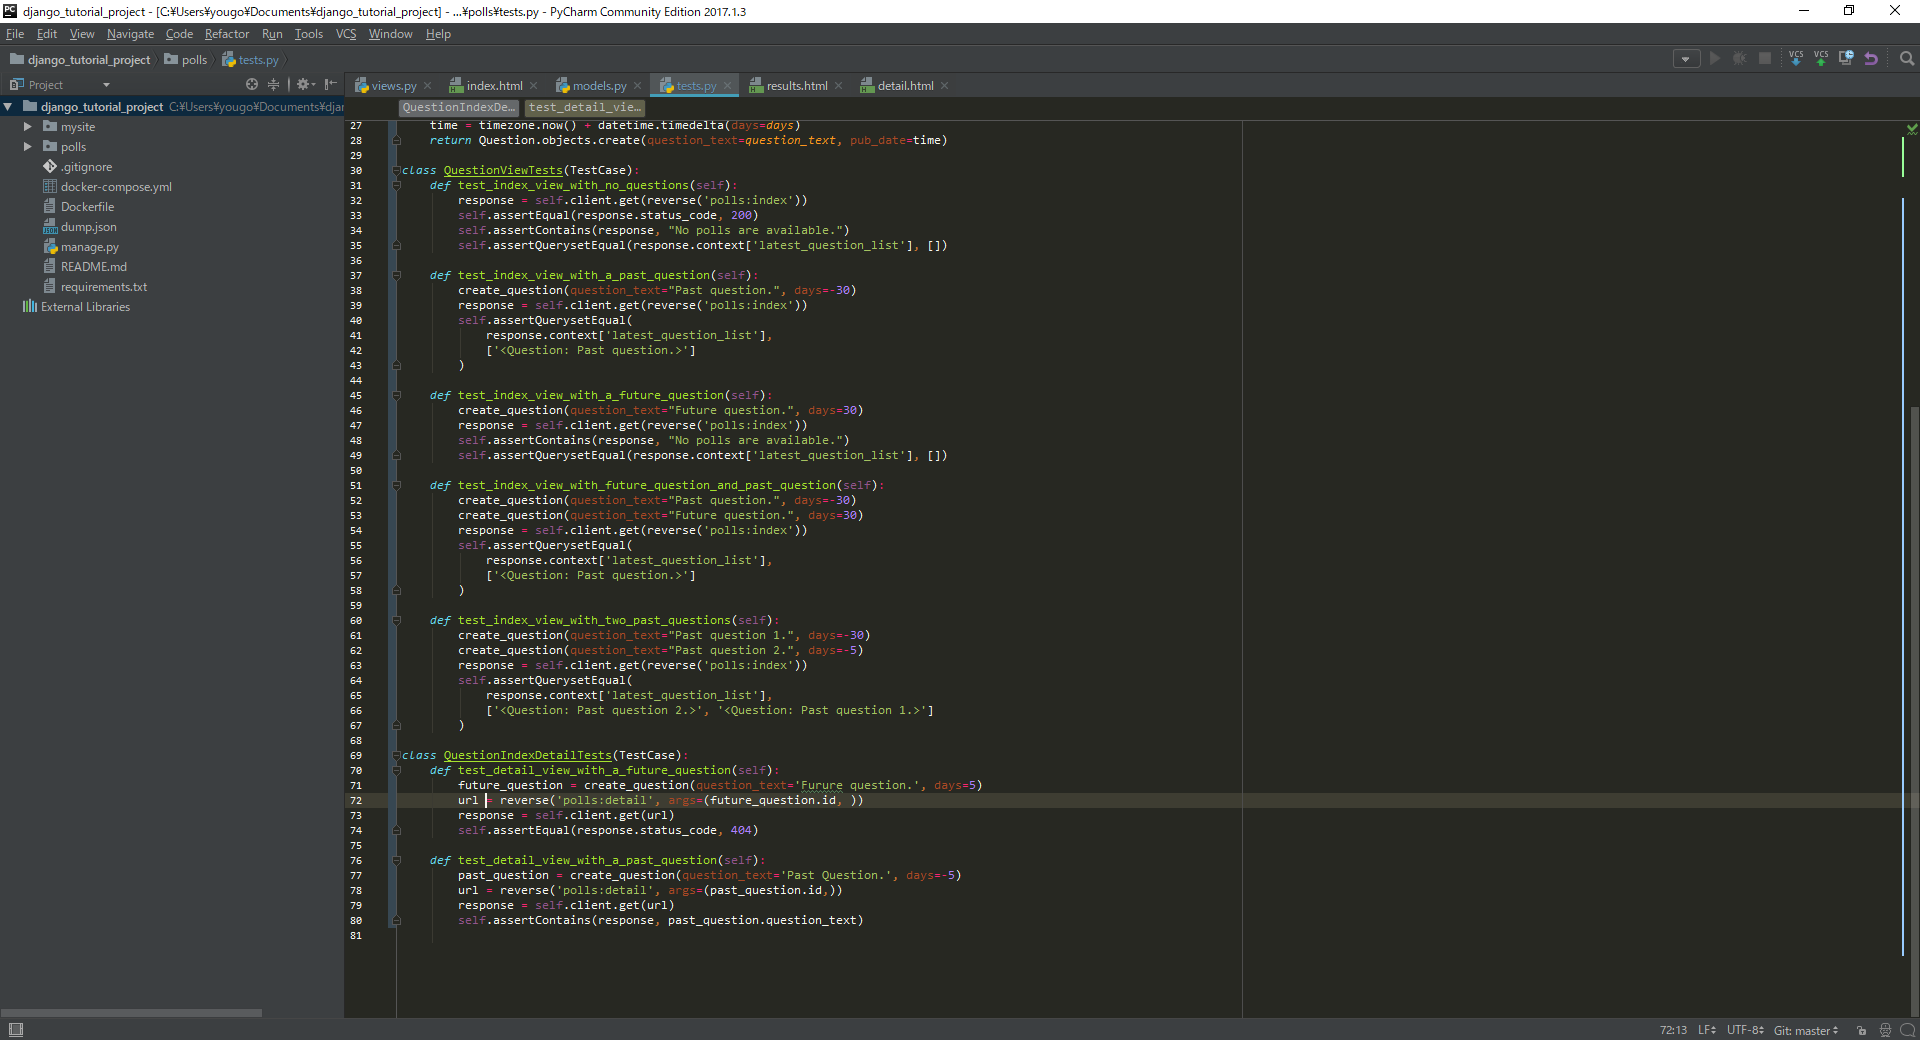 django_tutorial_project - [C:¥Users¥yougo¥Documents¥django_tutorial_project] - ...¥polls¥tests.py - PyCharm Community Edition 2017.1.3
File Edit View Navigate Code Refactor Run Tools VCS Window Help
django_tutorial_project polls tests.py
VCS VCS
Project
views.py index.html models.py tests.py results.html detail.html
django_tutorial_project C:¥Users¥yougo¥Documents¥djar
mysite
polls
.gitignore
docker-compose.yml
Dockerfile
dump.json
manage.py
README.md
requirements.txt
External Libraries
QuestionIndexDe... test_detail_vie...
27 time = timezone.now() + datetime.timedelta(days=days)
28 return Question.objects.create(question_text=question_text, pub_date=time)
29
30 class QuestionViewTests(TestCase):
31 def test_index_view_with_no_questions(self):
32 response = self.client.get(reverse('polls:index'))
33 self.assertEqual(response.status_code, 200)
34 self.assertContains(response, "No polls are available.")
35 self.assertQuerysetEqual(response.context['latest_question_list'], [])
36
37 def test_index_view_with_a_past_question(self):
38 create_question(question_text="Past question.", days=-30)
39 response = self.client.get(reverse('polls:index'))
40 self.assertQuerysetEqual(
41 response.context['latest_question_list'],
42 ['<Question: Past question.>']
43 )
44
45 def test_index_view_with_a_future_question(self):
46 create_question(question_text="Future question.", days=30)
47 response = self.client.get(reverse('polls:index'))
48 self.assertContains(response, "No polls are available.")
49 self.assertQuerysetEqual(response.context['latest_question_list'], [])
50
51 def test_index_view_with_future_question_and_past_question(self):
52 create_question(question_text="Past question.", days=-30)
53 create_question(question_text="Future question.", days=30)
54 response = self.client.get(reverse('polls:index'))
55 self.assertQuerysetEqual(
56 response.context['latest_question_list'],
57 ['<Question: Past question.>']
58 )
59
60 def test_index_view_with_two_past_questions(self):
61 create_question(question_text="Past question 1.", days=-30)
62 create_question(question_text="Past question 2.", days=-5)
63 response = self.client.get(reverse('polls:index'))
64 self.assertQuerysetEqual(
65 response.context['latest_question_list'],
66 ['<Question: Past question 2.>', '<Question: Past question 1.>']
67 )
68
69 class QuestionIndexDetailTests(TestCase):
70 def test_detail_view_with_a_future_question(self):
71 future_question = create_question(question_text='Furure question.', days=5)
72 url = reverse('polls:detail', args=(future_question.id, ))
73 response = self.client.get(url)
74 self.assertEqual(response.status_code, 404)
75
76 def test_detail_view_with_a_past_question(self):
77 past_question = create_question(question_text='Past Question.', days=-5)
78 url = reverse('polls:detail', args=(past_question.id,))
79 response = self.client.get(url)
80 self.assertContains(response, past_question.question_text)
81
72:13 LF UTF-8 Git: master